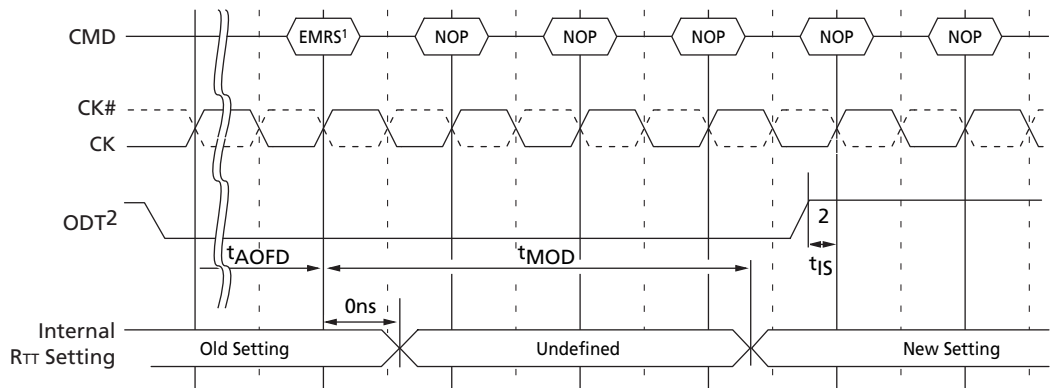 CMD EMRS¹ NOP NOP NOP NOP NOP
CK#
CK
ODT²
2
tAOFD tMOD tIS
0ns
Internal
RTT Setting
Old Setting Undefined New Setting